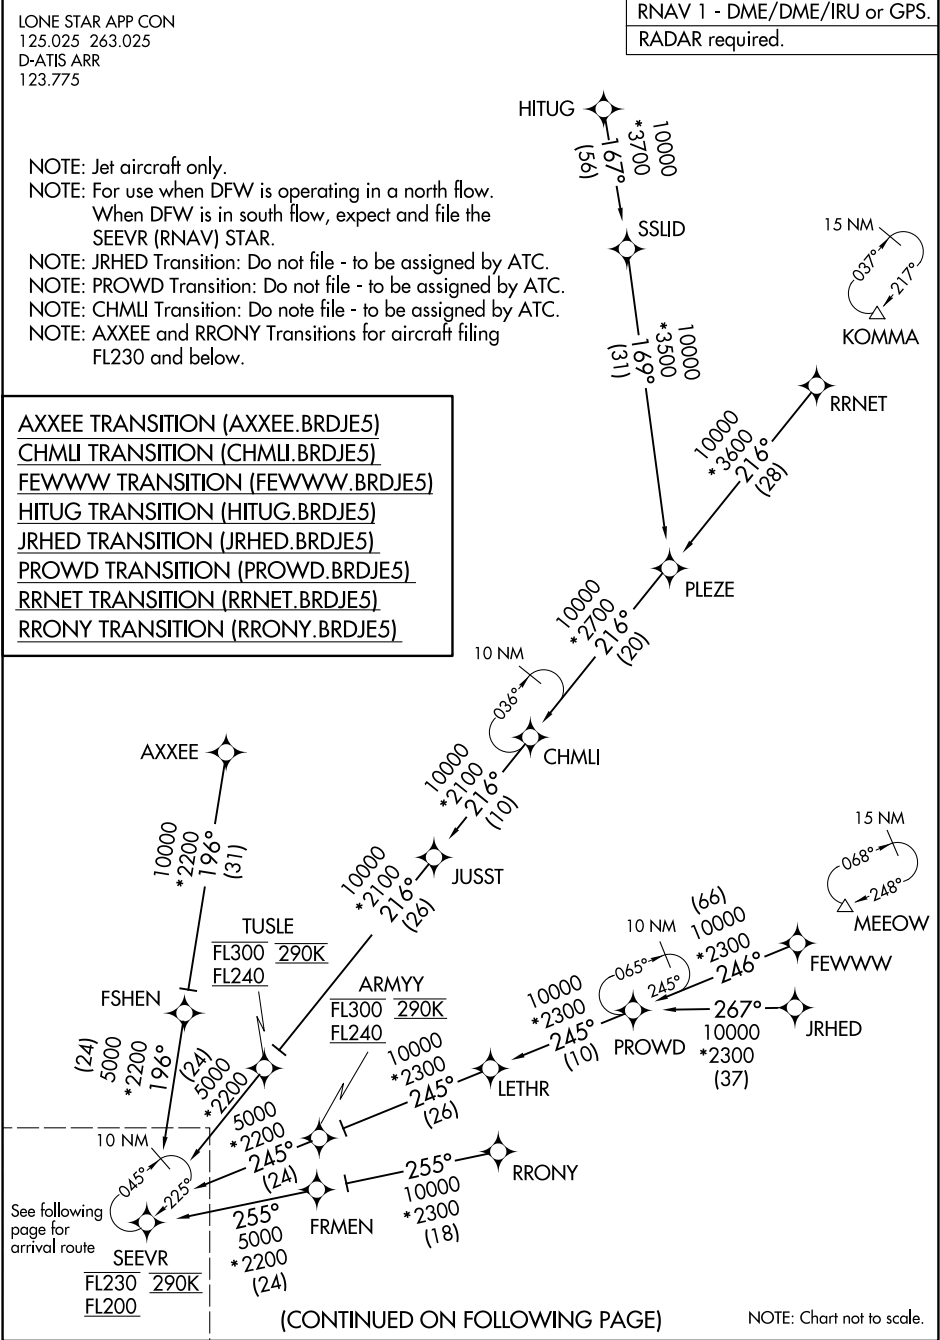 LONE STAR APP CON
125.025 263.025
D-ATIS ARR
123.775
RNAV 1 - DME/DME/IRU or GPS.
RADAR required.
NOTE: Jet aircraft only.
NOTE: For use when DFW is operating in a north flow.
When DFW is in south flow, expect and file the
SEEVR (RNAV) STAR.
NOTE: JRHED Transition: Do not file - to be assigned by ATC.
NOTE: PROWD Transition: Do not file - to be assigned by ATC.
NOTE: CHMLI Transition: Do note file - to be assigned by ATC.
NOTE: AXXEE and RRONY Transitions for aircraft filing
FL230 and below.
AXXEE TRANSITION (AXXEE.BRDJE5)
CHMLI TRANSITION (CHMLI.BRDJE5)
FEWWW TRANSITION (FEWWW.BRDJE5)
HITUG TRANSITION (HITUG.BRDJE5)
JRHED TRANSITION (JRHED.BRDJE5)
PROWD TRANSITION (PROWD.BRDJE5)
RRNET TRANSITION (RRNET.BRDJE5)
RRONY TRANSITION (RRONY.BRDJE5)
HITUG
10000
*3700
167°
(56)
SSLID
10000
*3500
169°
(31)
15 NM
037°
217°
KOMMA
RRNET
10000
*3600
216°
(28)
PLEZE
10000
*2700
216°
(20)
10 NM
036°
CHMLI
10000
*2100
216°
(10)
JUSST
10000
*2100
216°
(26)
AXXEE
10000
*2200
196°
(31)
TUSLE
FL300 290K
FL240
FSHEN
(24)
5000
*2200
196°
(24)
5000
*2200
ARMYY
FL300 290K
FL240
15 NM
068°
248°
MEEOW
(66)
10000
*2300
246°
FEWWW
10 NM
065°
245°
PROWD
267°
10000
*2300
(37)
JRHED
10000
*2300
245°
(10)
LETHR
10000
*2300
245°
(26)
5000
*2200
245°
(24)
RRONY
255°
10000
*2300
(18)
FRMEN
255°
5000
*2200
(24)
10 NM
045°
225°
See following
page for
arrival route
SEEVR
FL230 290K
FL200
(CONTINUED ON FOLLOWING PAGE)
NOTE: Chart not to scale.